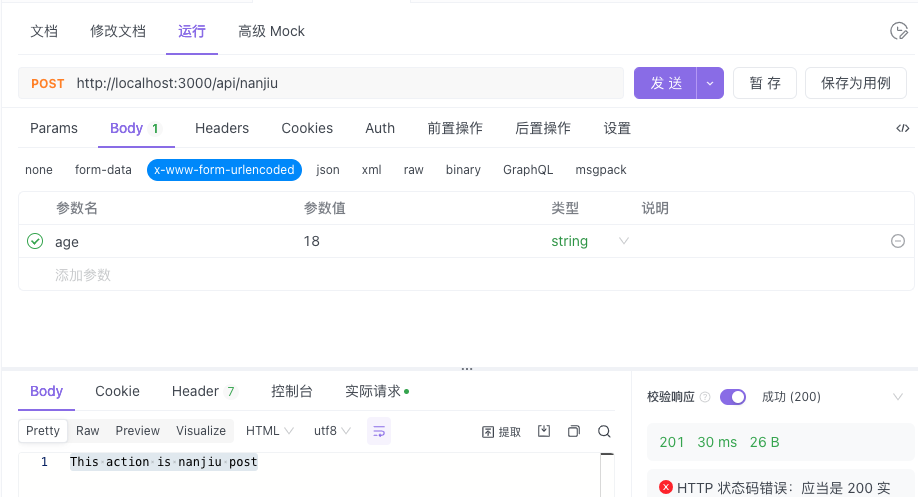 文档 修改文档 运行 高级 Mock
POST http://localhost:3000/api/nanjiu 发 送 暂 存 保存为用例
Params Body 1 Headers Cookies Auth 前置操作 后置操作 设置
none form-data x-www-form-urlencoded json xml raw binary GraphQL msgpack
参数名 参数值 类型 说明
age 18 string
添加参数
Body Cookie Header 7 控制台 实际请求
Pretty Raw Preview Visualize HTML utf8 提取
1 This action is nanjiu post
校验响应 ? 成功 (200)
201 30 ms 26 B
HTTP 状态码错误：应当是 200 实